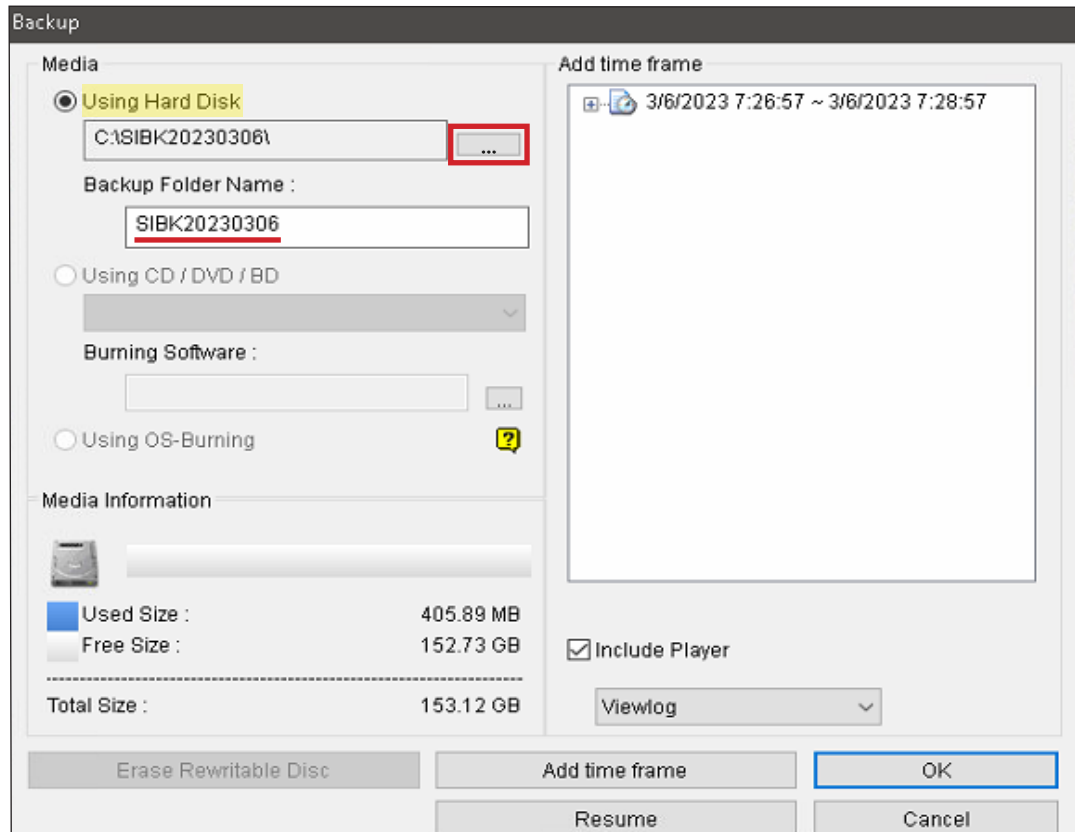 Backup
Media
Using Hard Disk
C:\SIBK20230306\
...
Backup Folder Name :
SIBK20230306
Using CD / DVD / BD
Burning Software :
...
Using OS-Burning
?
Media Information
Used Size : 405.89 MB
Free Size : 152.73 GB
Total Size : 153.12 GB
Add time frame
3/6/2023 7:26:57 ~ 3/6/2023 7:28:57
Include Player
Viewlog
Erase Rewritable Disc
Add time frame
OK
Resume
Cancel